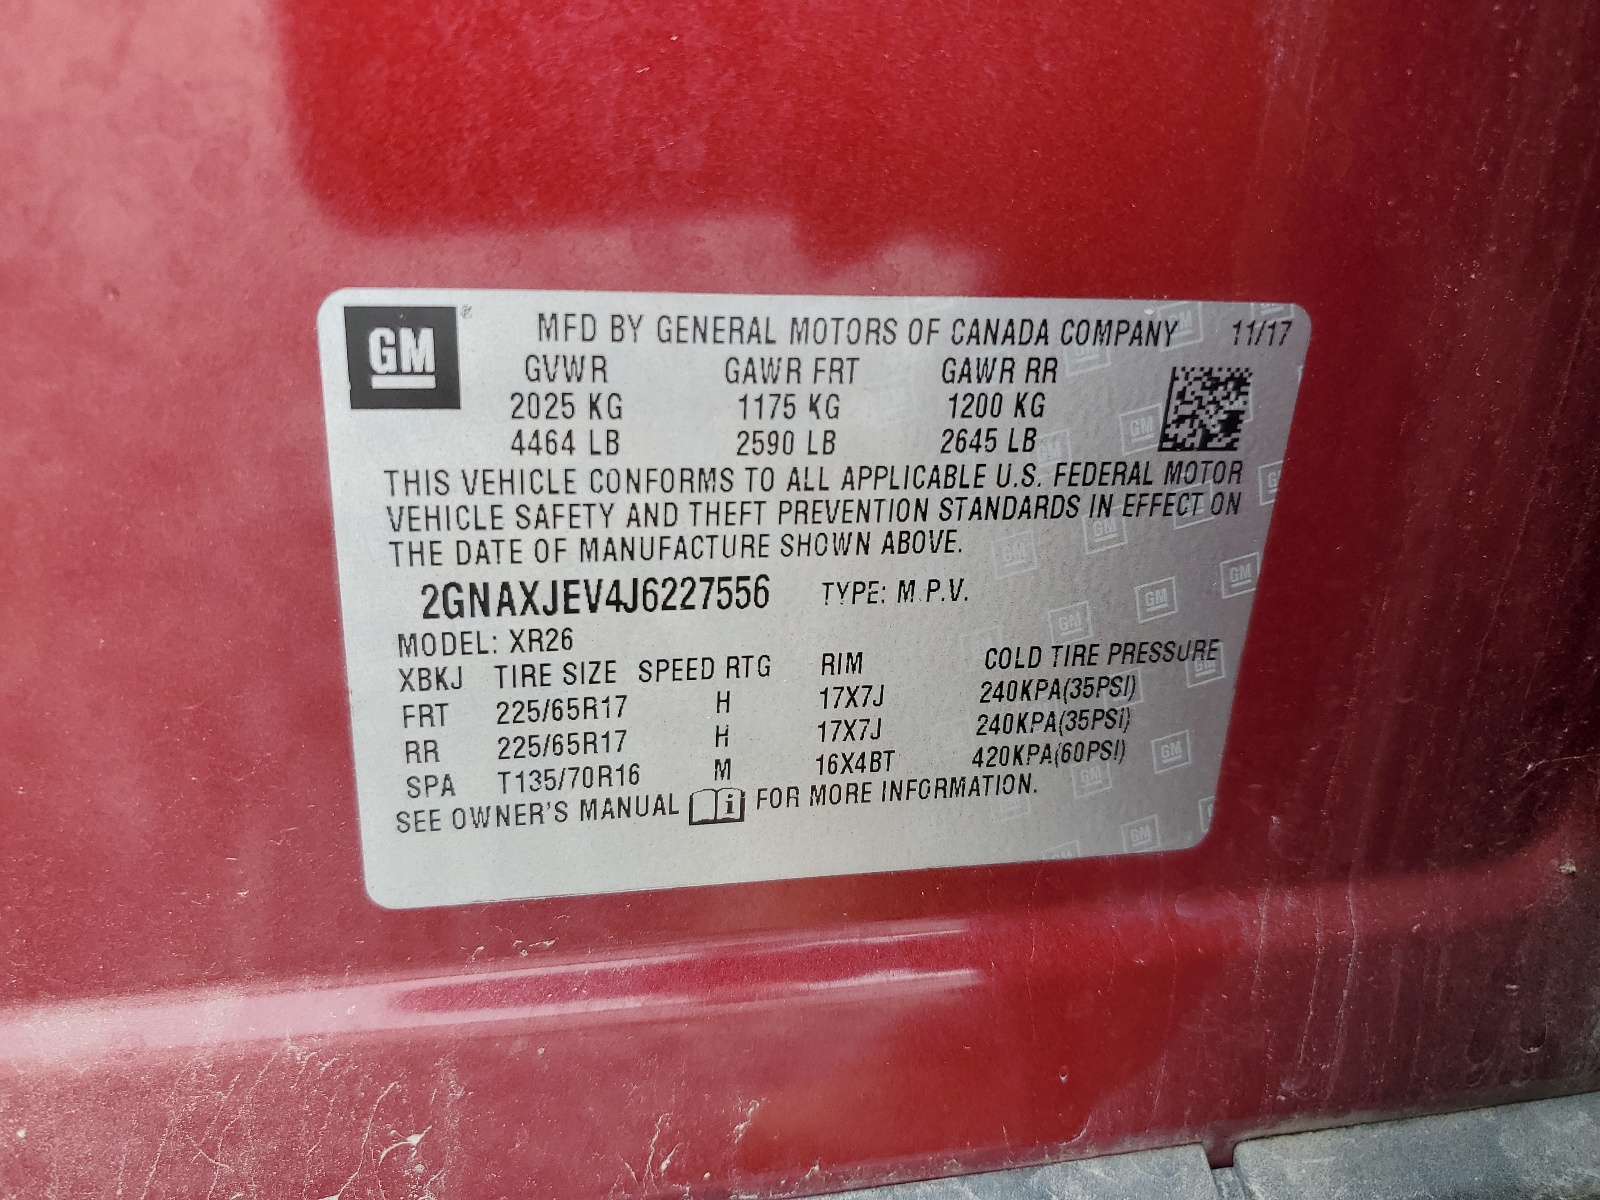 GM ®
MFD BY GENERAL MOTORS OF CANADA COMPANY 11/17
GVWR GAWR FRT GAWR RR
2025 KG 1175 KG 1200 KG
4464 LB 2590 LB 2645 LB
THIS VEHICLE CONFORMS TO ALL APPLICABLE U.S. FEDERAL MOTOR
VEHICLE SAFETY AND THEFT PREVENTION STANDARDS IN EFFECT ON
THE DATE OF MANUFACTURE SHOWN ABOVE.
2GNAXJEV4J6227556 TYPE: M.P.V.
MODEL: XR26
XBKJ TIRE SIZE SPEED RTG RIM COLD TIRE PRESSURE
FRT 225/65R17 H 17X7J 240KPA(35PSI)
RR 225/65R17 H 17X7J 240KPA(35PSI)
SPA T135/70R16 M 16X4BT 420KPA(60PSI)
SEE OWNER'S MANUAL i FOR MORE INFORMATION.